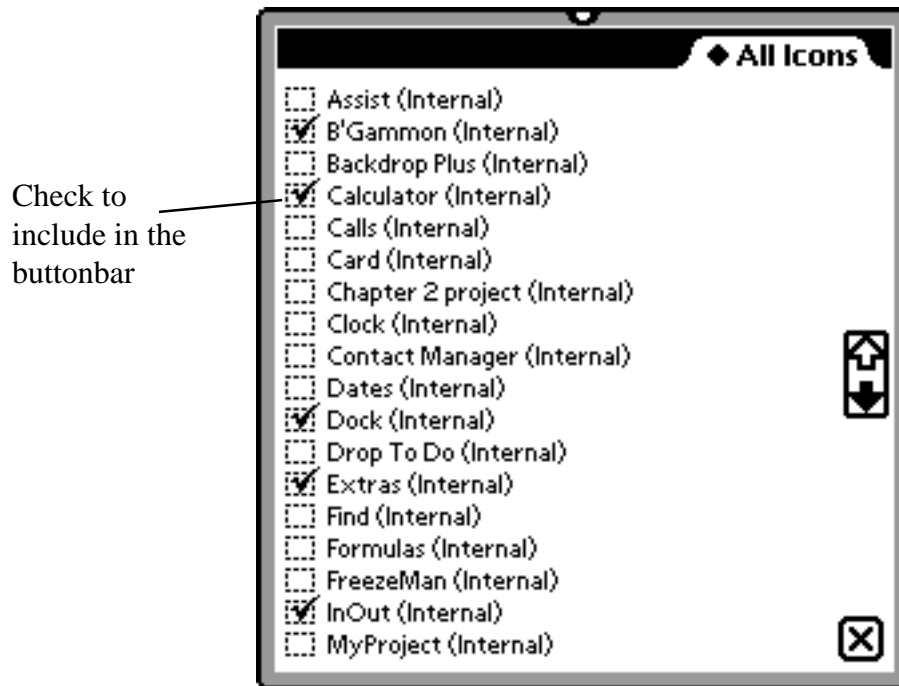 ◆ All Icons
Assist (Internal)
B'Gammon (Internal)
Backdrop Plus (Internal)
Calculator (Internal)
Calls (Internal)
Card (Internal)
Chapter 2 project (Internal)
Clock (Internal)
Contact Manager (Internal)
Dates (Internal)
Dock (Internal)
Drop To Do (Internal)
Extras (Internal)
Find (Internal)
Formulas (Internal)
FreezeMan (Internal)
InOut (Internal)
MyProject (Internal)
Check to
include in the
buttonbar